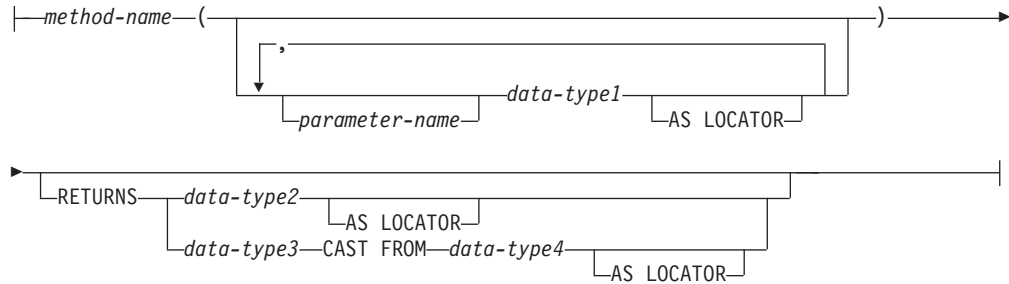 method-name ( )
,
data-type1
parameter-name AS LOCATOR
RETURNS data-type2
AS LOCATOR
data-type3 CAST FROM data-type4
AS LOCATOR